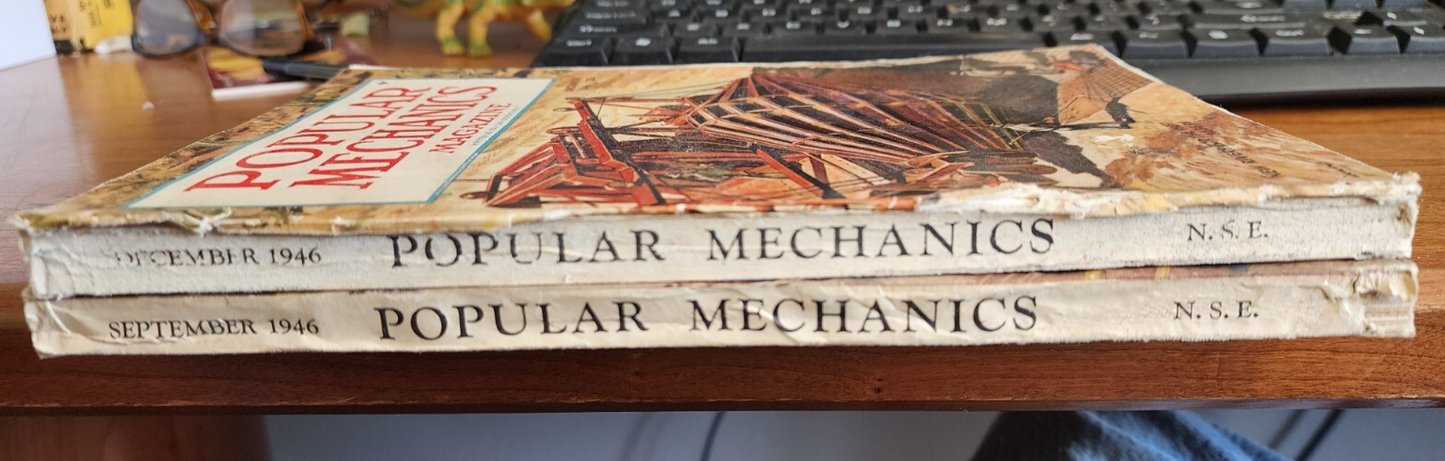 POPULAR
MECHANICS
MAGAZINE
DECEMBER 1946 POPULAR MECHANICS N. S. E.
SEPTEMBER 1946 POPULAR MECHANICS N. S. E.